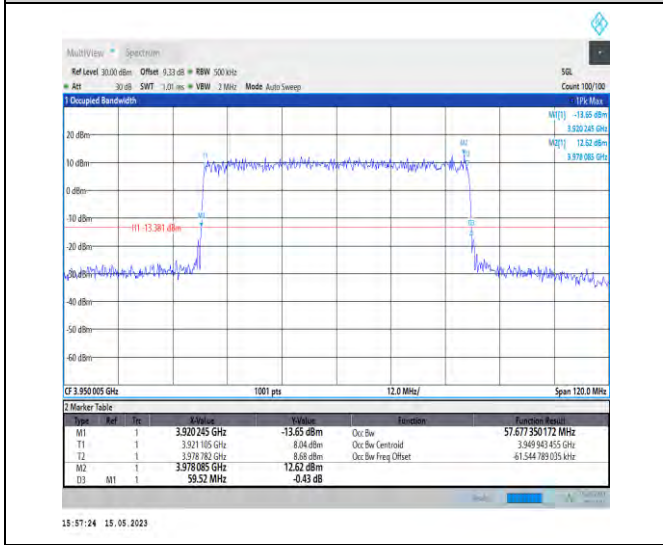 MultiView Spectrum
Ref Level 30.00 dBm Offset 9.33 dB RBW 500 kHz SGL
Att 30 dB SWT 1.01 ms VBW 2 MHz Mode Auto Sweep Count 100/100
1 Occupied Bandwidth 1Pk Max
M1[1] -13.65 dBm
3.920 245 GHz
M2[1] 12.62 dBm
3.978 085 GHz
20 dBm
M2
T1 T2
10 dBm
0 dBm
-10 dBm
M1
D3
H1 -13.381 dBm
-20 dBm
-30 dBm
-40 dBm
-50 dBm
-60 dBm
CF 3.950 005 GHz 1001 pts 12.0 MHz/ Span 120.0 MHz
2 Marker Table
Type Ref Trc X-Value Y-Value Function Function Result
M1 1 3.920 245 GHz -13.65 dBm Occ Bw 57.677 350 172 MHz
T1 1 3.921 105 GHz 8.04 dBm Occ Bw Centroid 3.949 943 455 GHz
T2 1 3.978 782 GHz 8.68 dBm Occ Bw Freq Offset -61.544 789 035 kHz
M2 1 3.978 085 GHz 12.62 dBm
D3 M1 1 59.52 MHz -0.43 dB
15:57:24 15.05.2023